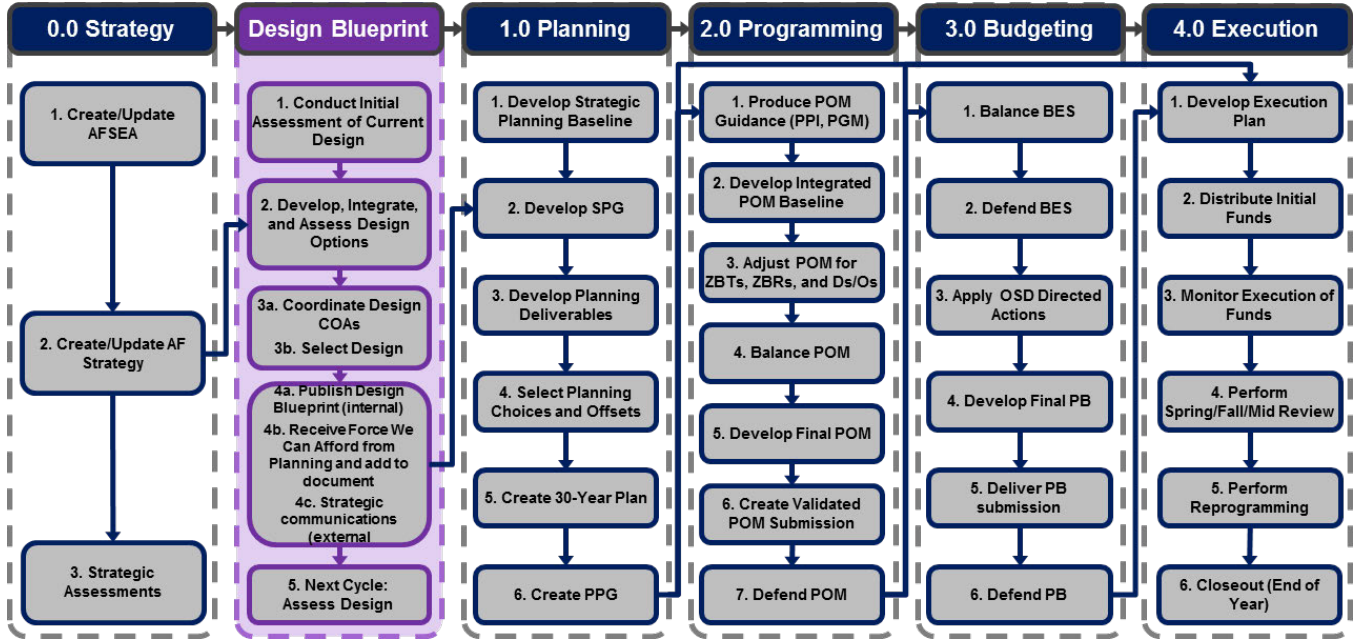 0.0 Strategy
Design Blueprint
1.0 Planning
2.0 Programming
3.0 Budgeting
4.0 Execution
1. Create/Update
AFSEA
2. Create/Update AF
Strategy
3. Strategic
Assessments
1. Conduct Initial
Assessment of Current
Design
2. Develop, Integrate,
and Assess Design
Options
3a. Coordinate Design
COAs
3b. Select Design
4a. Publish Design
Blueprint (internal)
4b. Receive Force We
Can Afford from
Planning and add to
document
4c. Strategic
communications
(external
5. Next Cycle:
Assess Design
1. Develop Strategic
Planning Baseline
2. Develop SPG
3. Develop Planning
Deliverables
4. Select Planning
Choices and Offsets
5. Create 30-Year Plan
6. Create PPG
1. Produce POM
Guidance (PPI, PGM)
2. Develop Integrated
POM Baseline
3. Adjust POM for
ZBTs, ZBRs, and Ds/Os
4. Balance POM
5. Develop Final POM
6. Create Validated
POM Submission
7. Defend POM
1. Balance BES
2. Defend BES
3. Apply OSD Directed
Actions
4. Develop Final PB
5. Deliver PB
submission
6. Defend PB
1. Develop Execution
Plan
2. Distribute Initial
Funds
3. Monitor Execution of
Funds
4. Perform
Spring/Fall/Mid Review
5. Perform
Reprogramming
6. Closeout (End of
Year)